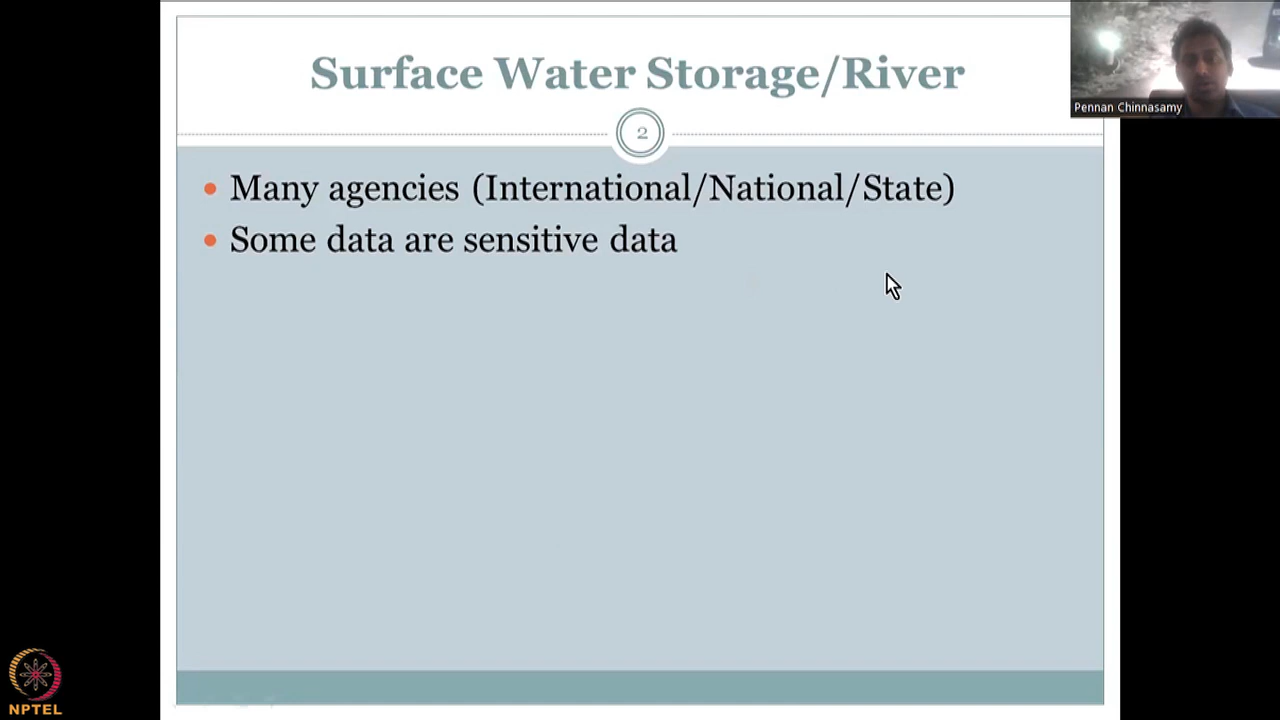 Surface Water Storage/River
Pennan Chinnasamy
2
• Many agencies (International/National/State)
• Some data are sensitive data
NPTEL